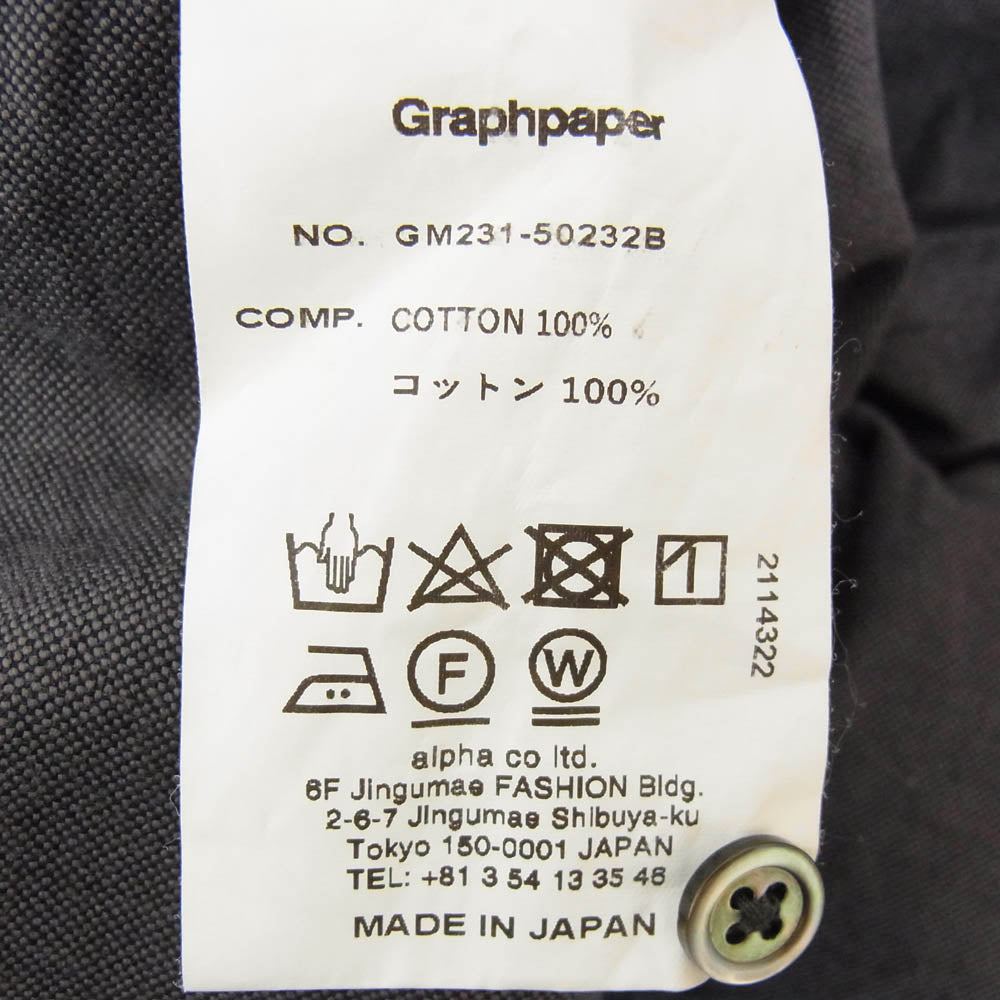 Graphpaper
NO. GM231-50232B
COMP. COTTON 100%
コットン 100%
2114322
F W
alpha co ltd.
6F Jingumae FASHION Bldg.
2-6-7 Jingumae Shibuya-ku
Tokyo 150-0001 JAPAN
TEL: +81 3 54 13 35 46
MADE IN JAPAN